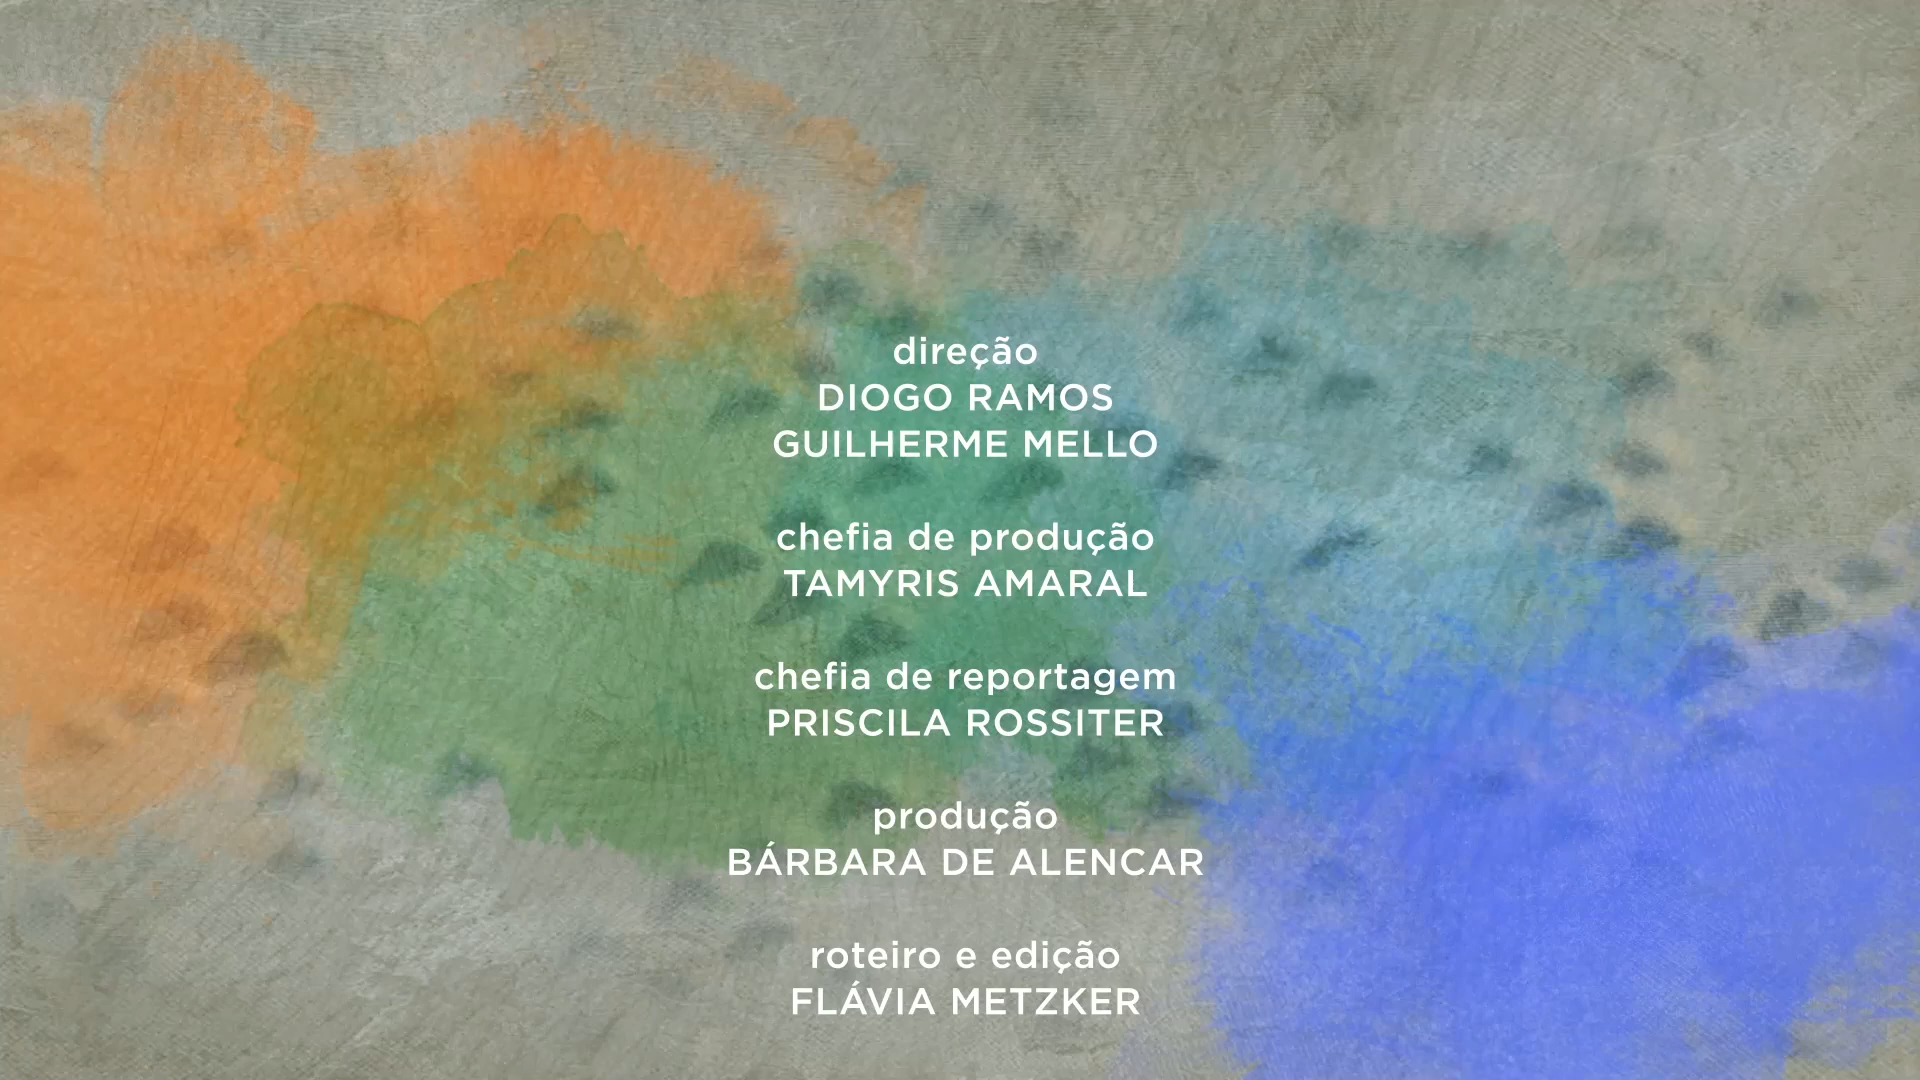 direção
DIOGO RAMOS
GUILHERME MELLO
chefia de produção
TAMYRIS AMARAL
chefia de reportagem
PRISCILA ROSSITER
produção
BÁRBARA DE ALENCAR
roteiro e edição
FLÁVIA METZKER